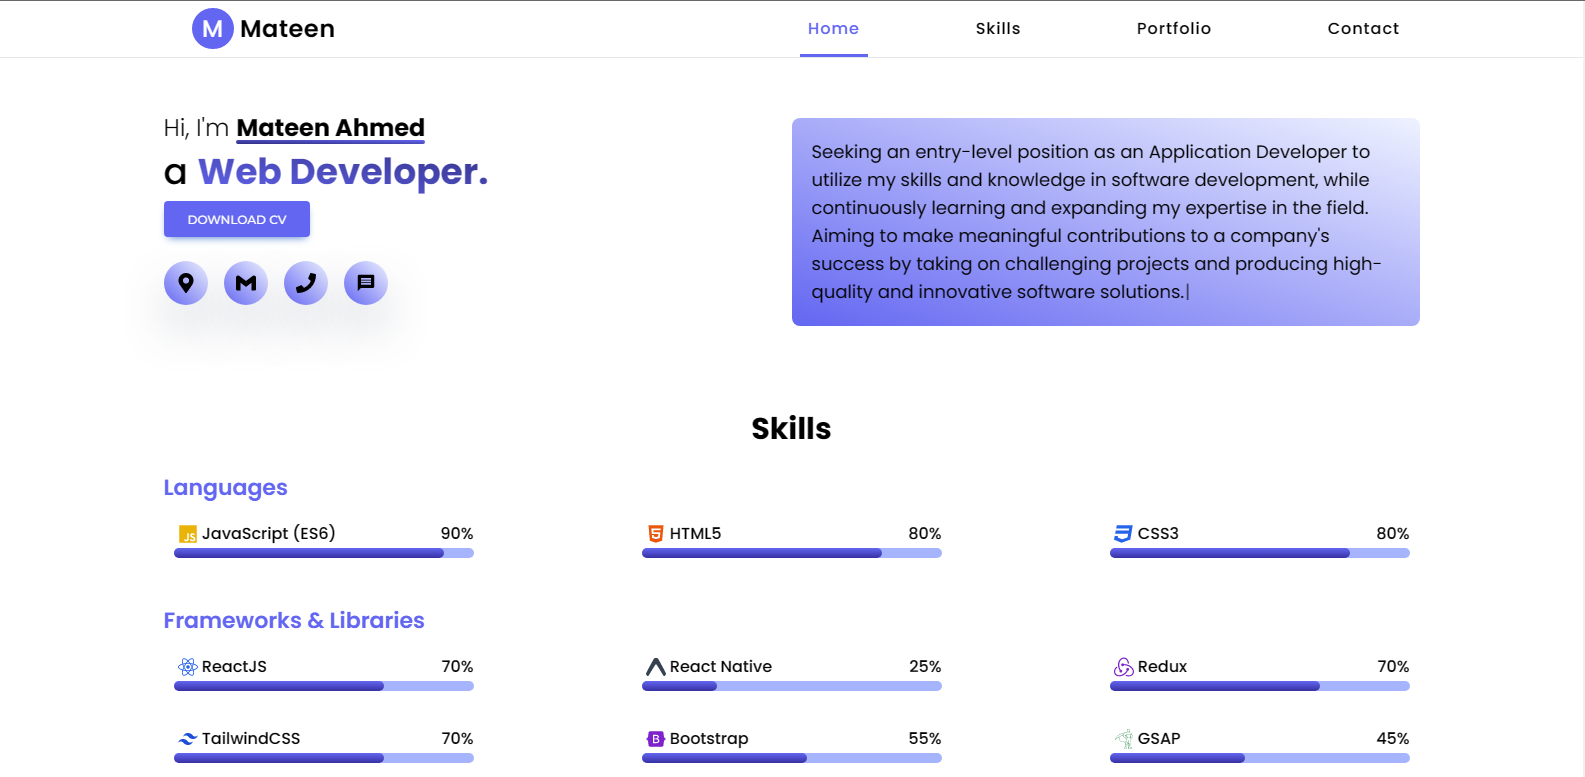 M Mateen
Home Skills Portfolio Contact
Hi, I'm Mateen Ahmed
a Web Developer.
DOWNLOAD CV
Seeking an entry-level position as an Application Developer to
utilize my skills and knowledge in software development, while
continuously learning and expanding my expertise in the field.
Aiming to make meaningful contributions to a company's
success by taking on challenging projects and producing high-
quality and innovative software solutions.|
Skills
Languages
JS JavaScript (ES6) 90%
5 HTML5 80%
3 CSS3 80%
Frameworks & Libraries
ReactJS 70%
React Native 25%
Redux 70%
TailwindCSS 70%
B Bootstrap 55%
GSAP 45%